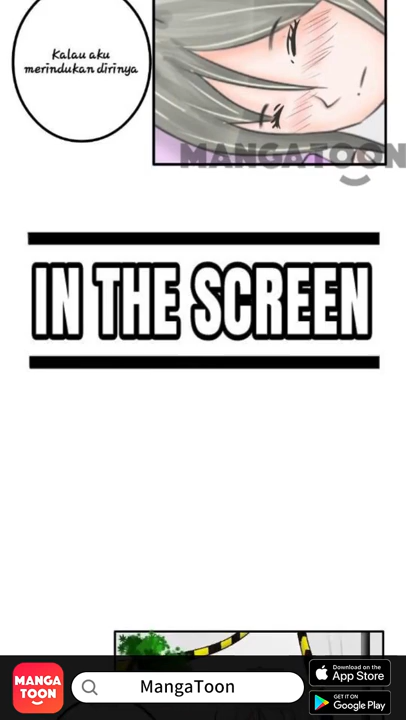 Kalau aku
merindukan dirinya
MANGATOON
IN THE SCREEN
MANGA
TOON
MangaToon
Download on the
App Store
GET IT ON
Google Play